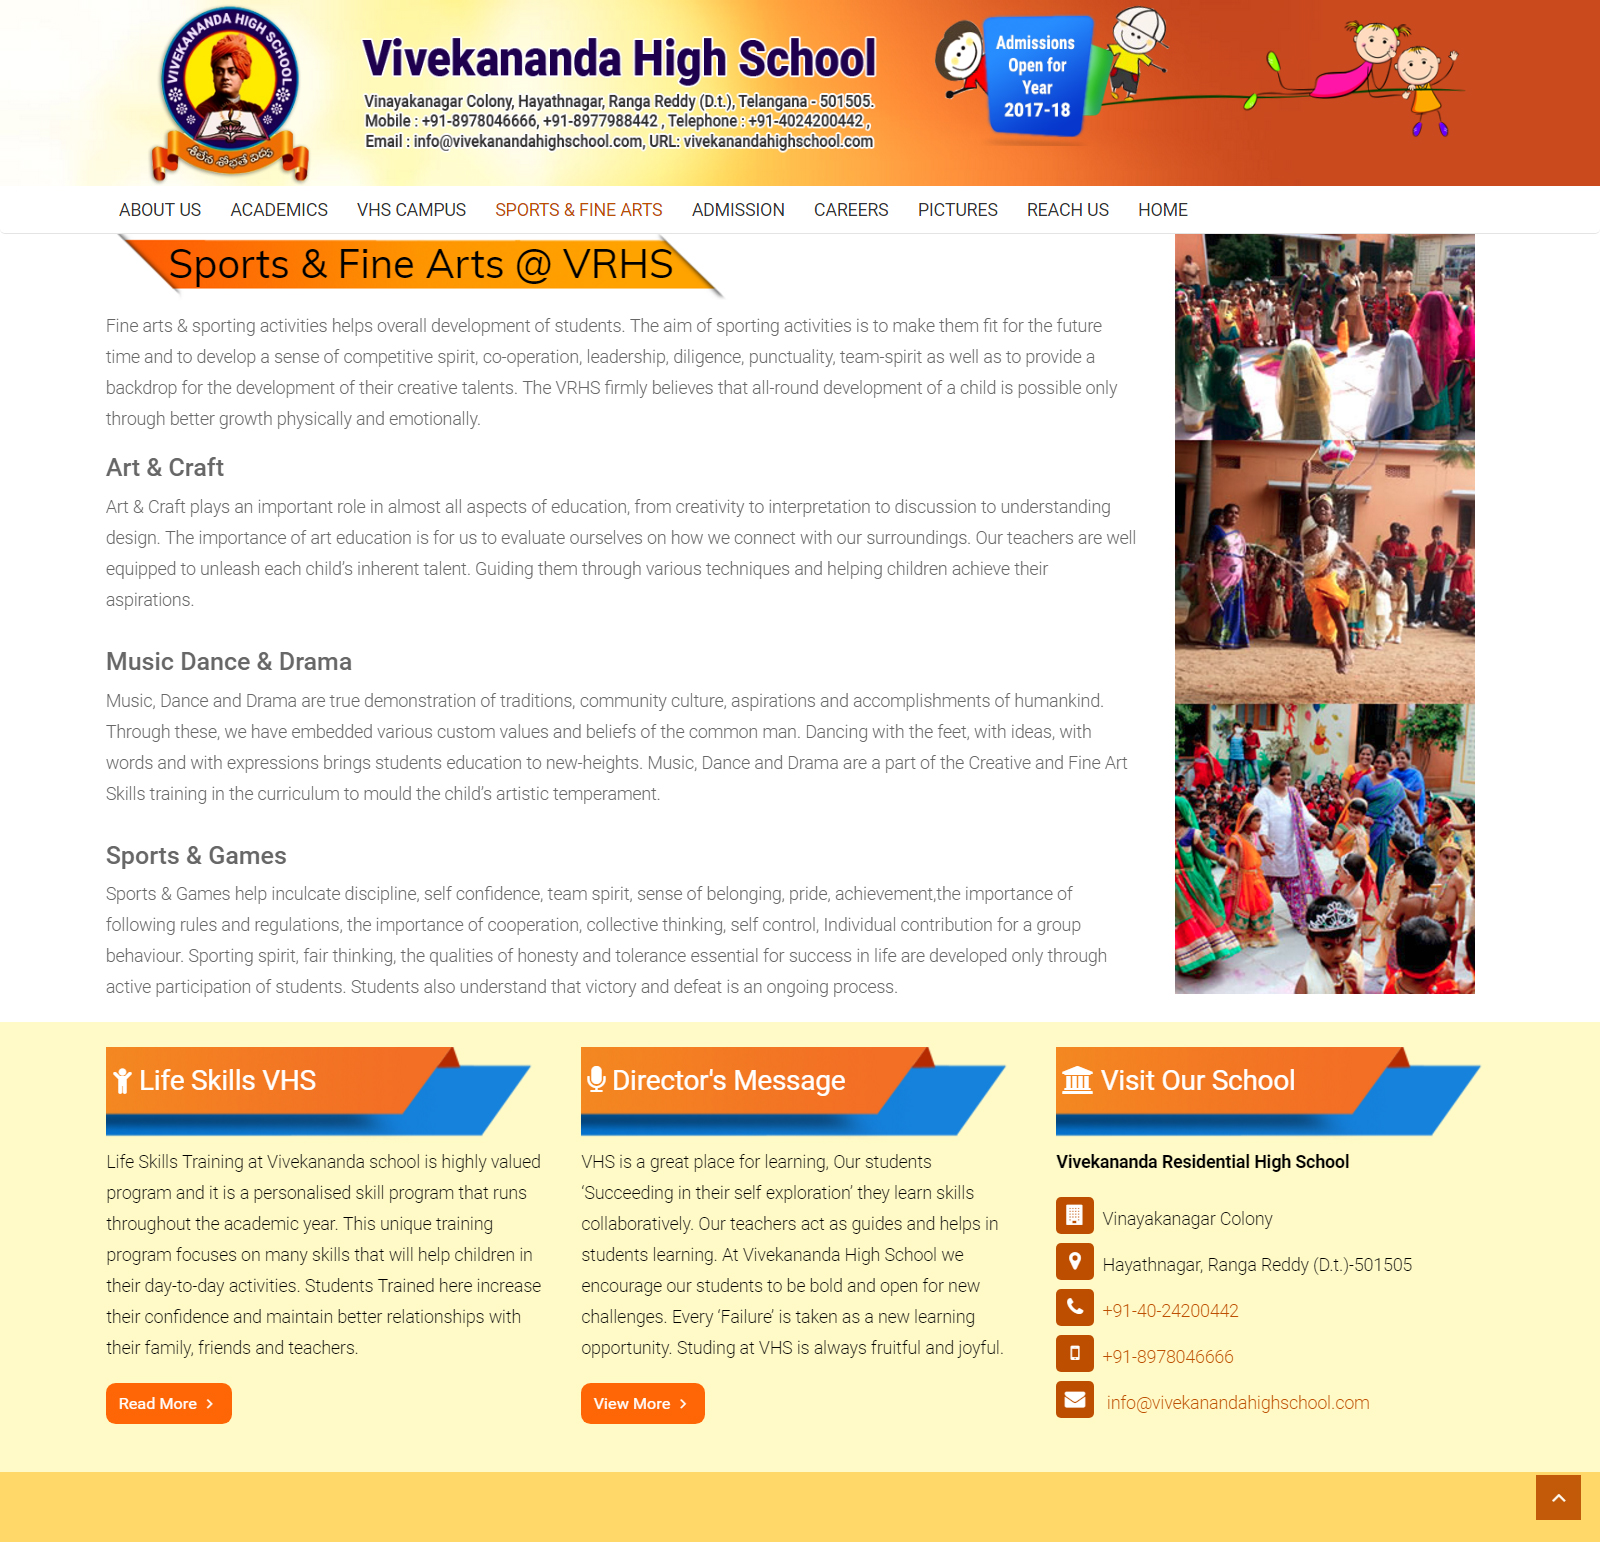 VIVEKANANDA HIGH SCHOOL
Vivekananda High School
Vinayakanagar Colony, Hayathnagar, Ranga Reddy (D.t.), Telangana - 501505.
Mobile : +91-8978046666, +91-8977988442 , Telephone : +91-4024200442 ,
Email : info@vivekanandahighschool.com, URL: vivekanandahighschool.com
Admissions
Open for
Year
2017-18
ABOUT US ACADEMICS VHS CAMPUS SPORTS & FINE ARTS ADMISSION CAREERS PICTURES REACH US HOME
Sports & Fine Arts @ VRHS
Fine arts & sporting activities helps overall development of students. The aim of sporting activities is to make them fit for the future
time and to develop a sense of competitive spirit, co-operation, leadership, diligence, punctuality, team-spirit as well as to provide a
backdrop for the development of their creative talents. The VRHS firmly believes that all-round development of a child is possible only
through better growth physically and emotionally.
Art & Craft
Art & Craft plays an important role in almost all aspects of education, from creativity to interpretation to discussion to understanding
design. The importance of art education is for us to evaluate ourselves on how we connect with our surroundings. Our teachers are well
equipped to unleash each child’s inherent talent. Guiding them through various techniques and helping children achieve their
aspirations.
Music Dance & Drama
Music, Dance and Drama are true demonstration of traditions, community culture, aspirations and accomplishments of humankind.
Through these, we have embedded various custom values and beliefs of the common man. Dancing with the feet, with ideas, with
words and with expressions brings students education to new-heights. Music, Dance and Drama are a part of the Creative and Fine Art
Skills training in the curriculum to mould the child’s artistic temperament.
Sports & Games
Sports & Games help inculcate discipline, self confidence, team spirit, sense of belonging, pride, achievement,the importance of
following rules and regulations, the importance of cooperation, collective thinking, self control, Individual contribution for a group
behaviour. Sporting spirit, fair thinking, the qualities of honesty and tolerance essential for success in life are developed only through
active participation of students. Students also understand that victory and defeat is an ongoing process.
Life Skills VHS
Life Skills Training at Vivekananda school is highly valued
program and it is a personalised skill program that runs
throughout the academic year. This unique training
program focuses on many skills that will help children in
their day-to-day activities. Students Trained here increase
their confidence and maintain better relationships with
their family, friends and teachers.
Read More
Director's Message
VHS is a great place for learning, Our students
‘Succeeding in their self exploration’ they learn skills
collaboratively. Our teachers act as guides and helps in
students learning. At Vivekananda High School we
encourage our students to be bold and open for new
challenges. Every ‘Failure’ is taken as a new learning
opportunity. Studing at VHS is always fruitful and joyful.
View More
Visit Our School
Vivekananda Residential High School
Vinayakanagar Colony
Hayathnagar, Ranga Reddy (D.t.)-501505
+91-40-24200442
+91-8978046666
info@vivekanandahighschool.com